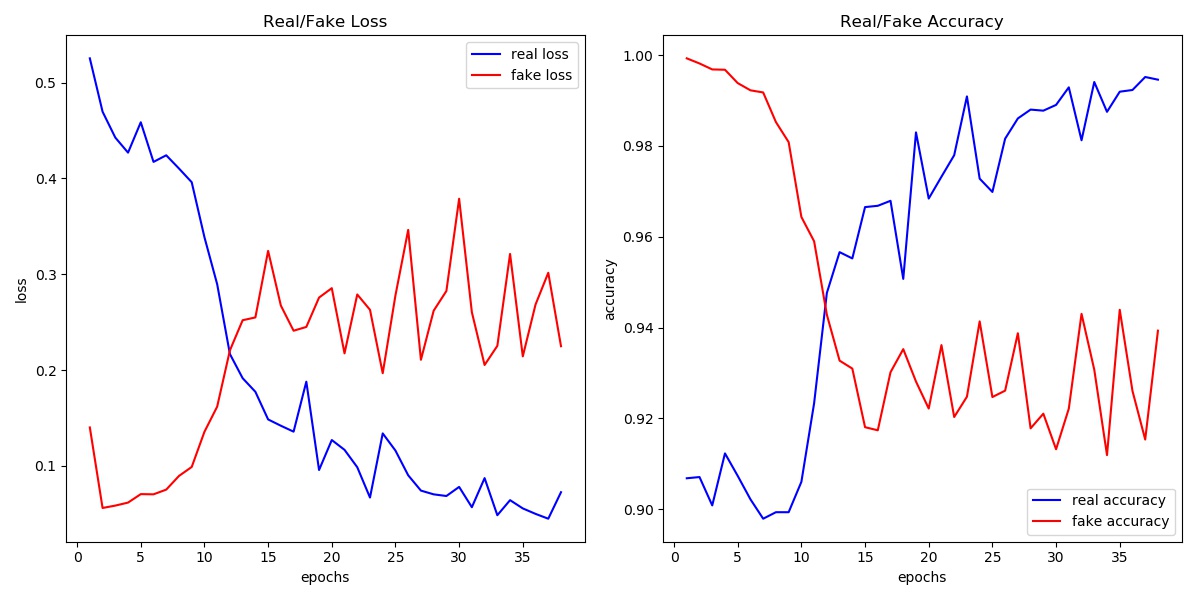 Real/Fake Loss
real loss
fake loss
0.5
0.4
0.3
0.2
0.1
loss
0 5 10 15 20 25 30 35
epochs
Real/Fake Accuracy
1.00
0.98
0.96
0.94
0.92
0.90
accuracy
real accuracy
fake accuracy
0 5 10 15 20 25 30 35
epochs